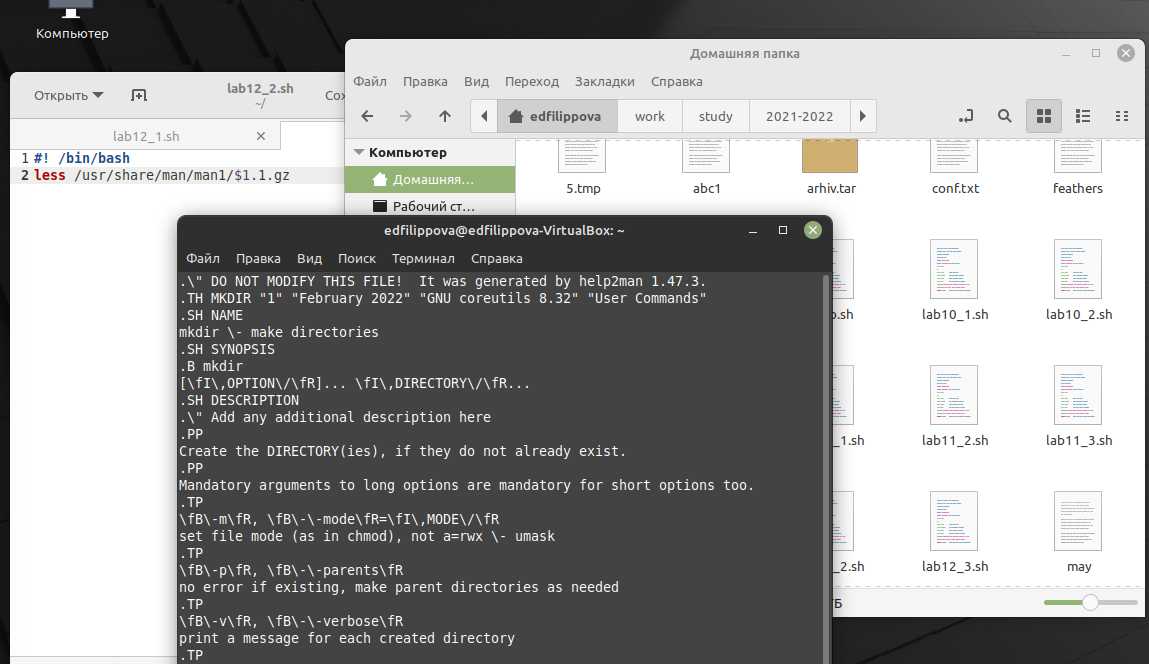 Компьютер
Открыть
lab12_2.sh
~/
Сох
lab12_1.sh
1 #! /bin/bash
2 less /usr/share/man/man1/$1.1.gz
Домашняя папка
Файл Правка Вид Переход Закладки Справка
edfilippova work study 2021-2022
Компьютер
Домашняя...
Рабочий ст...
5.tmp abc1 arhiv.tar conf.txt feathers
.sh lab10_1.sh lab10_2.sh
_1.sh lab11_2.sh lab11_3.sh
_2.sh lab12_3.sh may
edfilippova@edfilippova-VirtualBox: ~
Файл Правка Вид Поиск Терминал Справка
.\" DO NOT MODIFY THIS FILE!  It was generated by help2man 1.47.3.
.TH MKDIR "1" "February 2022" "GNU coreutils 8.32" "User Commands"
.SH NAME
mkdir \- make directories
.SH SYNOPSIS
.B mkdir
[\fI\,OPTION\/\fR]... \fI\,DIRECTORY\/\fR...
.SH DESCRIPTION
.\" Add any additional description here
.PP
Create the DIRECTORY(ies), if they do not already exist.
.PP
Mandatory arguments to long options are mandatory for short options too.
.TP
\fB\-m\fR, \fB\-\-mode\fR=\fI\,MODE\/\fR
set file mode (as in chmod), not a=rwx \- umask
.TP
\fB\-p\fR, \fB\-\-parents\fR
no error if existing, make parent directories as needed
.TP
\fB\-v\fR, \fB\-\-verbose\fR
print a message for each created directory
.TP